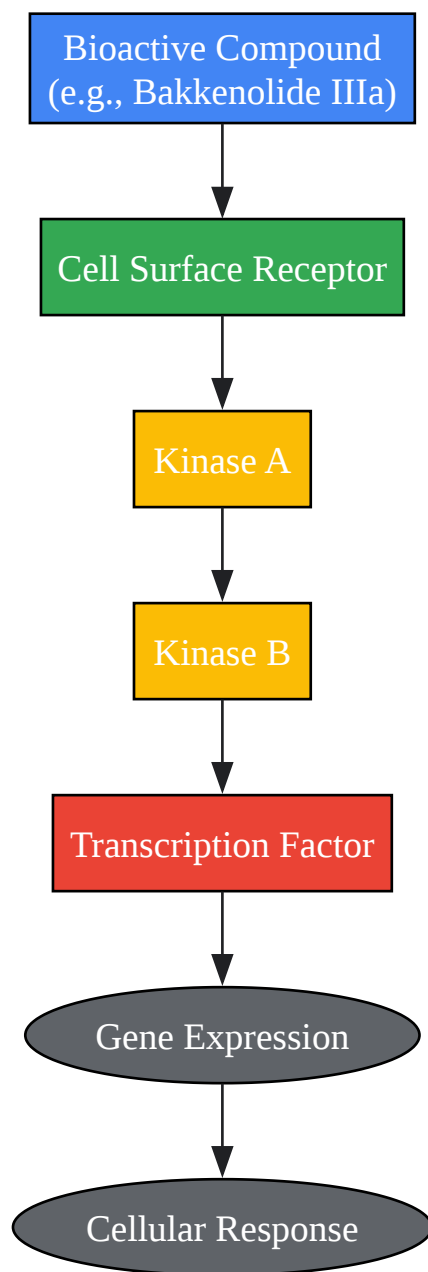 Bioactive Compound
(e.g., Bakkenolide IIIa)
Cell Surface Receptor
Kinase A
Kinase B
Transcription Factor
Gene Expression
Cellular Response